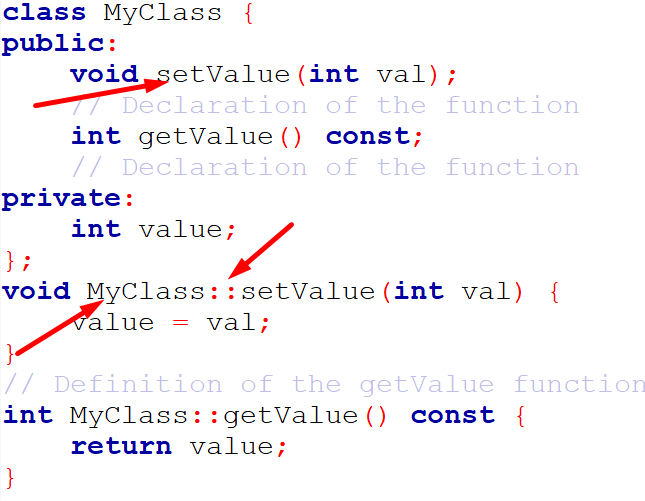 class MyClass {
public:
    void setValue(int val);
    // Declaration of the function
    int getValue() const;
    // Declaration of the function
private:
    int value;
};
void MyClass::setValue(int val) {
    value = val;
}
// Definition of the getValue function
int MyClass::getValue() const {
    return value;
}